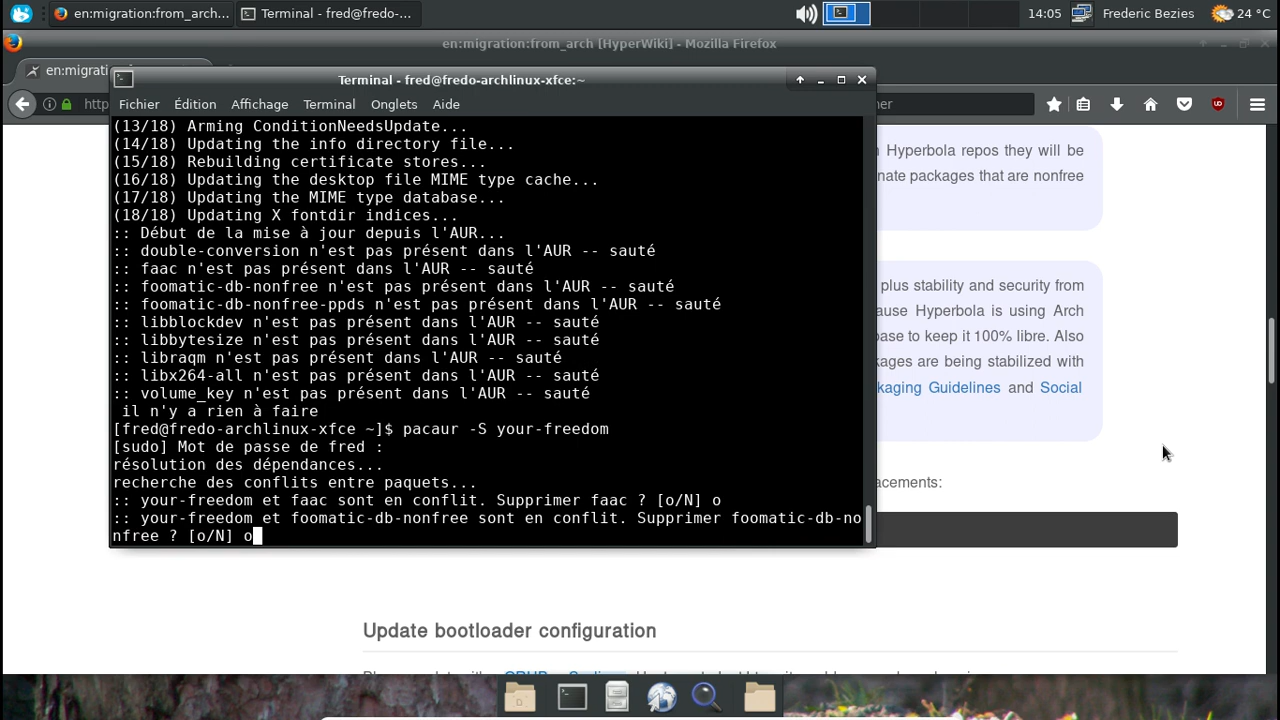 en:migration:from_arch...
Terminal - fred@fredo-...
14:05
Frederic Bezies
24 °C
en:migration:from_arch [HyperWiki] - Mozilla Firefox
en:migrati
Terminal - fred@fredo-archlinux-xfce:~
http
ner
Fichier Édition Affichage Terminal Onglets Aide
(13/18) Arming ConditionNeedsUpdate...
(14/18) Updating the info directory file...
(15/18) Rebuilding certificate stores...
(16/18) Updating the desktop file MIME type cache...
(17/18) Updating the MIME type database...
(18/18) Updating X fontdir indices...
:: Début de la mise à jour depuis l'AUR...
:: double-conversion n'est pas présent dans l'AUR -- sauté
:: faac n'est pas présent dans l'AUR -- sauté
:: foomatic-db-nonfree n'est pas présent dans l'AUR -- sauté
:: foomatic-db-nonfree-ppds n'est pas présent dans l'AUR -- sauté
:: libblockdev n'est pas présent dans l'AUR -- sauté
:: libbytesize n'est pas présent dans l'AUR -- sauté
:: libraqm n'est pas présent dans l'AUR -- sauté
:: libx264-all n'est pas présent dans l'AUR -- sauté
:: volume_key n'est pas présent dans l'AUR -- sauté
il n'y a rien à faire
[fred@fredo-archlinux-xfce ~]$ pacaur -S your-freedom
[sudo] Mot de passe de fred :
résolution des dépendances...
recherche des conflits entre paquets...
:: your-freedom et faac sont en conflit. Supprimer faac ? [o/N] o
:: your-freedom et foomatic-db-nonfree sont en conflit. Supprimer foomatic-db-no
nfree ? [o/N] o
Hyperbola repos they will be
nate packages that are nonfree
plus stability and security from
ause Hyperbola is using Arch
base to keep it 100% libre. Also
kages are being stabilized with
kaging Guidelines and Social
acements:
Update bootloader configuration